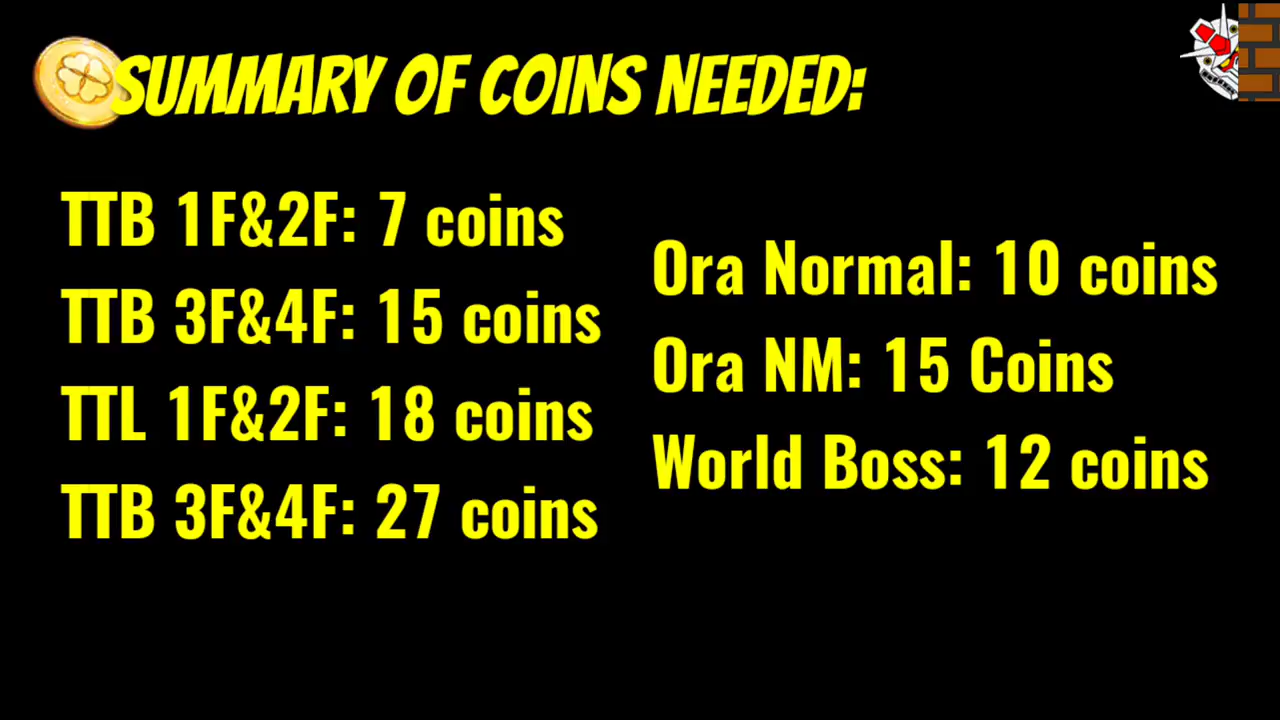 SUMMARY OF COINS NEEDED:
TTB 1F&2F: 7 coins
TTB 3F&4F: 15 coins
TTL 1F&2F: 18 coins
TTB 3F&4F: 27 coins
Ora Normal: 10 coins
Ora NM: 15 Coins
World Boss: 12 coins